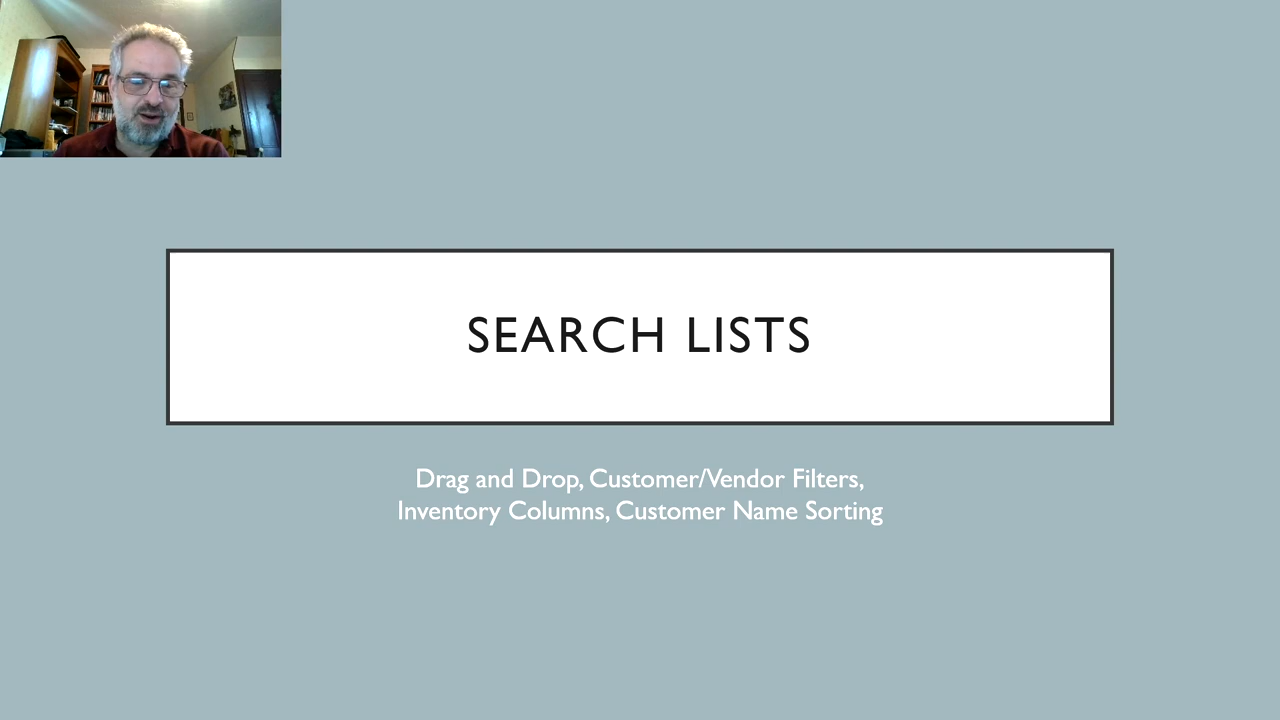 SEARCH LISTS
Drag and Drop, Customer/Vendor Filters,
Inventory Columns, Customer Name Sorting